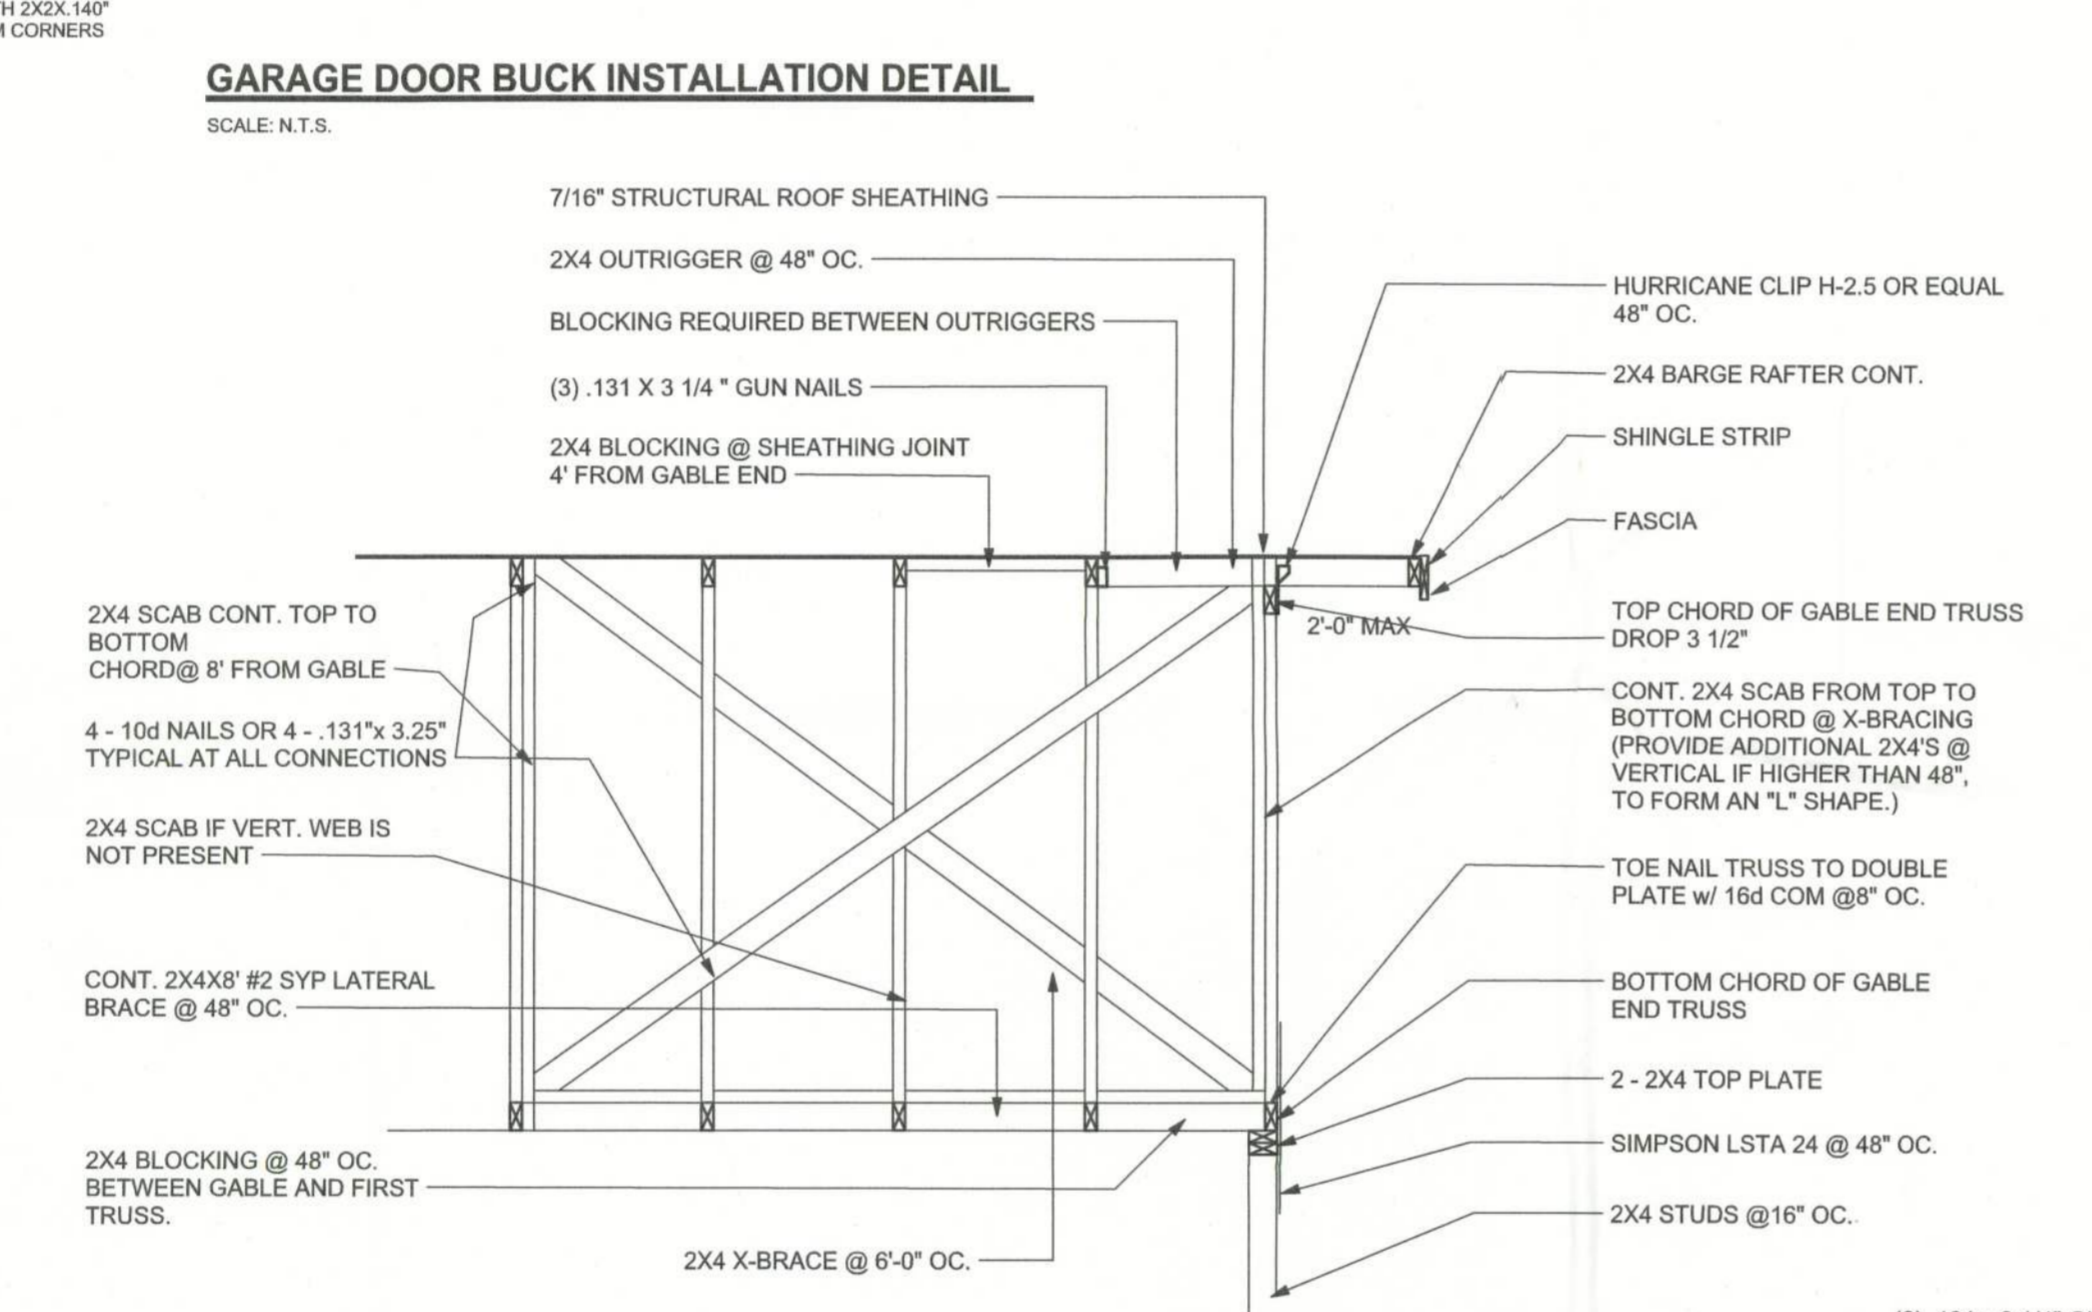 2X2X.140"
CORNERS
GARAGE DOOR BUCK INSTALLATION DETAIL
SCALE: N.T.S.
7/16" STRUCTURAL ROOF SHEATHING
2X4 OUTRIGGER @ 48" OC.
BLOCKING REQUIRED BETWEEN OUTRIGGERS
(3) .131 X 3 1/4 " GUN NAILS
2X4 BLOCKING @ SHEATHING JOINT
4' FROM GABLE END
HURRICANE CLIP H-2.5 OR EQUAL
48" OC.
2X4 BARGE RAFTER CONT.
SHINGLE STRIP
FASCIA
2'-0" MAX
TOP CHORD OF GABLE END TRUSS
DROP 3 1/2"
CONT. 2X4 SCAB FROM TOP TO
BOTTOM CHORD @ X-BRACING
(PROVIDE ADDITIONAL 2X4'S @
VERTICAL IF HIGHER THAN 48",
TO FORM AN "L" SHAPE.)
TOE NAIL TRUSS TO DOUBLE
PLATE w/ 16d COM @8" OC.
BOTTOM CHORD OF GABLE
END TRUSS
2 - 2X4 TOP PLATE
SIMPSON LSTA 24 @ 48" OC.
2X4 STUDS @16" OC.
2X4 SCAB CONT. TOP TO
BOTTOM
CHORD@ 8' FROM GABLE
4 - 10d NAILS OR 4 - .131"x 3.25"
TYPICAL AT ALL CONNECTIONS
2X4 SCAB IF VERT. WEB IS
NOT PRESENT
CONT. 2X4X8' #2 SYP LATERAL
BRACE @ 48" OC.
2X4 BLOCKING @ 48" OC.
BETWEEN GABLE AND FIRST
TRUSS.
2X4 X-BRACE @ 6'-0" OC.